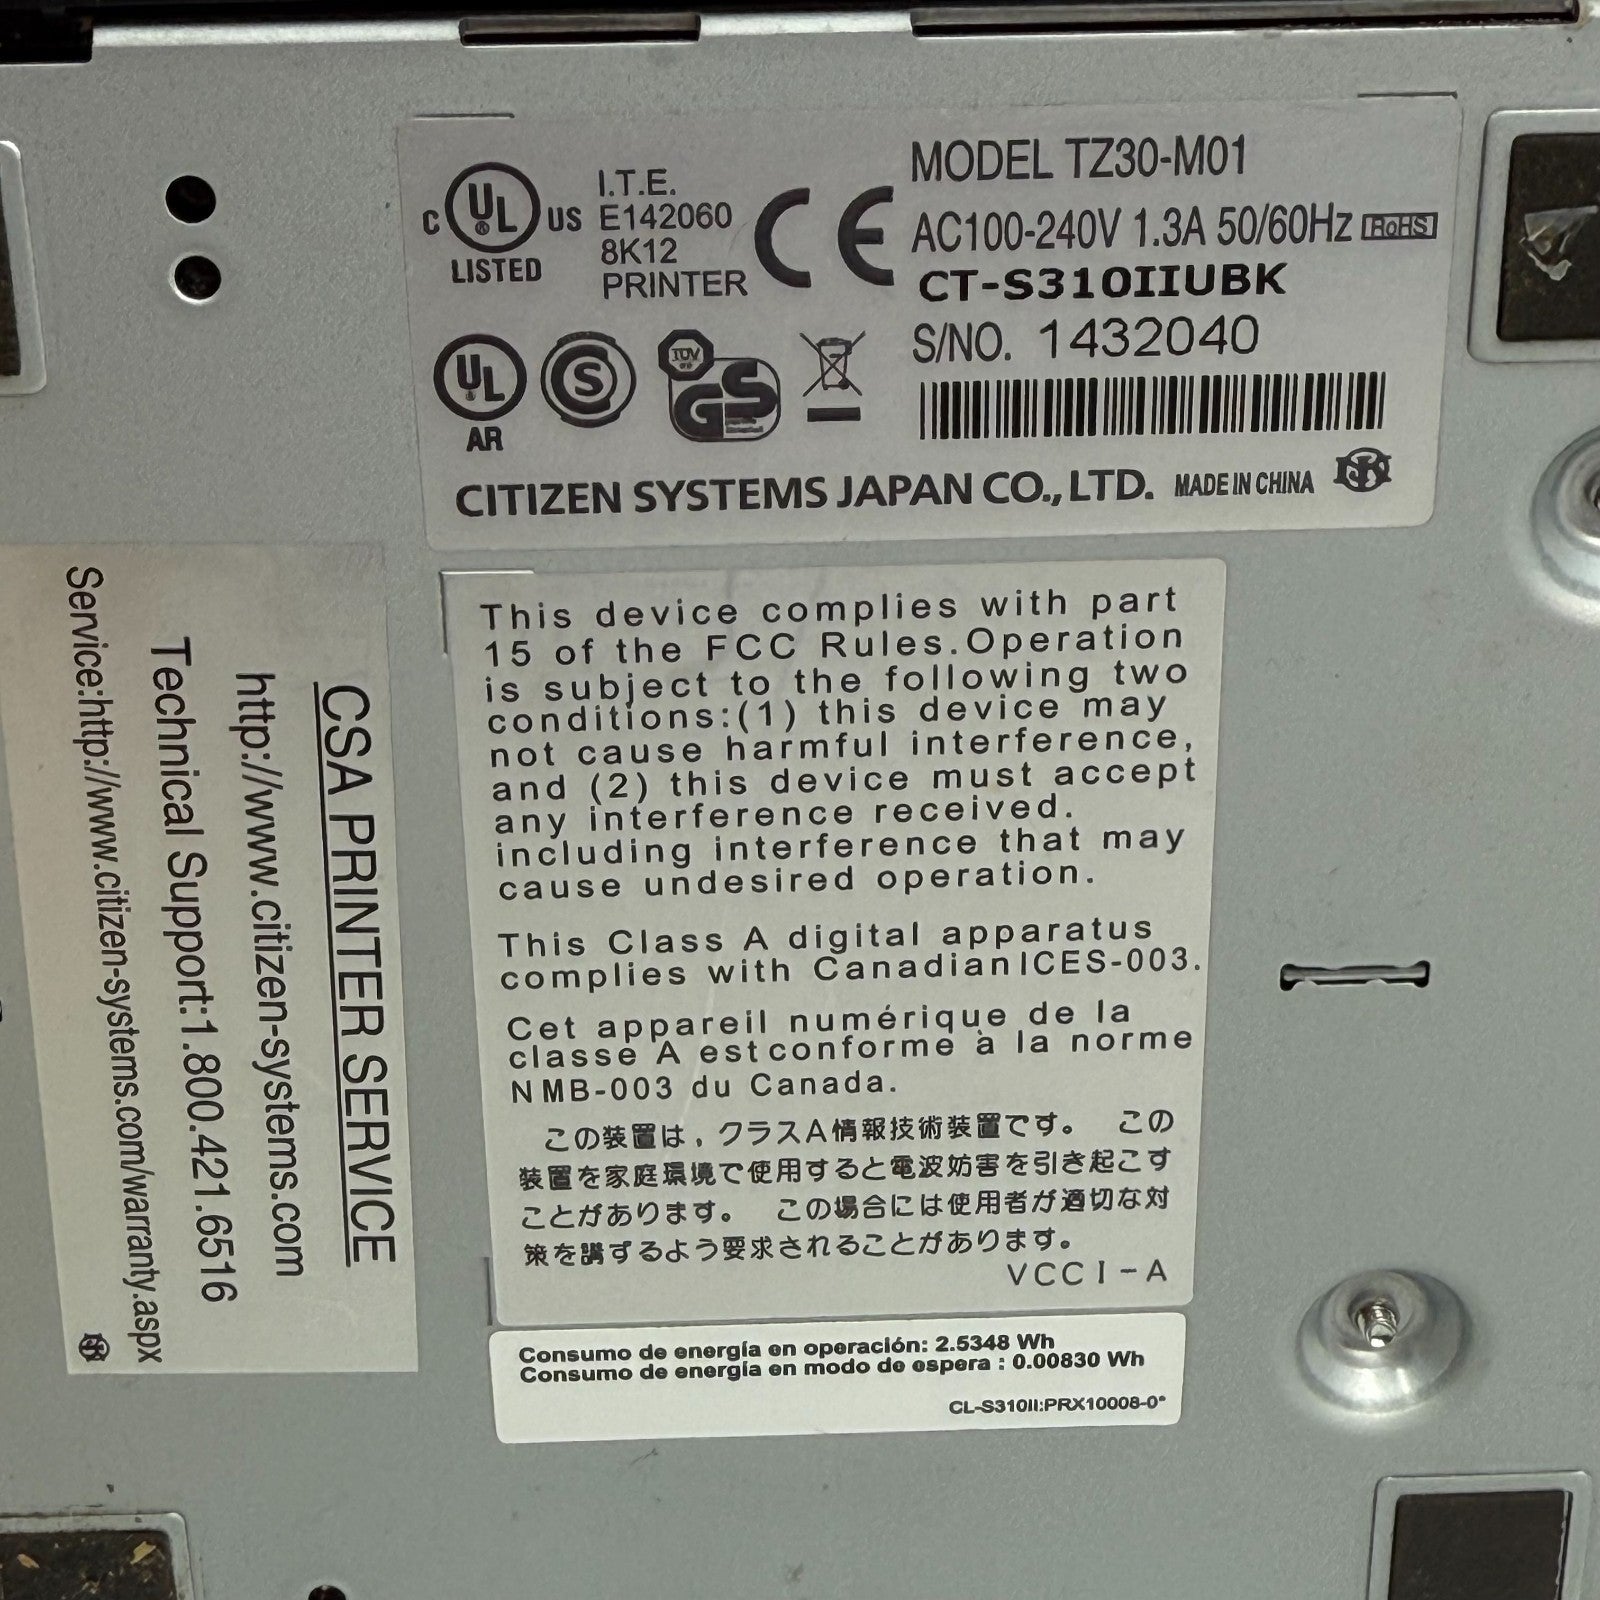 C UL US
LISTED
I.T.E.
E142060
8K12
PRINTER
CE
MODEL TZ30-M01
AC100-240V 1.3A 50/60Hz RoHS
CT-S310IIUBK
S/NO. 1432040
UL
AR
S
TÜV
GS
CITIZEN SYSTEMS JAPAN CO., LTD. MADE IN CHINA
This device complies with part
15 of the FCC Rules.Operation
is subject to the following two
conditions:(1) this device may
not cause harmful interference,
and (2) this device must accept
any interference received.
including interference that may
cause undesired operation.
This Class A digital apparatus
complies with Canadian ICES-003.
Cet appareil numérique de la
classe A est conforme à la norme
NMB-003 du Canada.
この装置は，クラスA情報技術装置です。 この
装置を家庭環境で使用すると電波妨害を引き起こす
ことがあります。 この場合には使用者が適切な対
策を講ずるよう要求されることがあります。
VCCI-A
Consumo de energía en operación: 2.5348 Wh
Consumo de energía en modo de espera : 0.00830 Wh
CL-S310II:PRX10008-0*
CSA PRINTER SERVICE
http://www.citizen-systems.com
Technical Support:1.800.421.6516
Service:http://www.citizen-systems.com/warranty.aspx